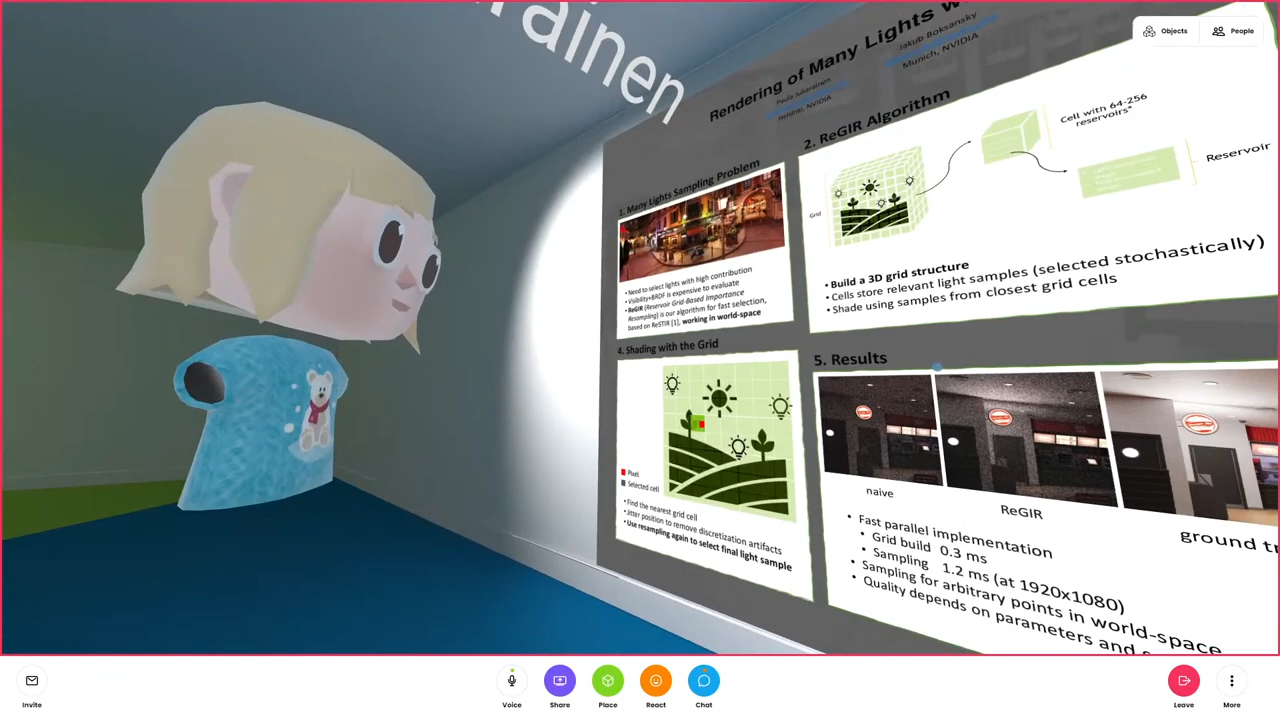 rainen
Objects
People
Rendering of Many Lights w
Jakub Boksansky
Munich, NVIDIA
Helsinki, NVIDIA
1. Many Lights Sampling Problem
• Need to select lights with high contribution
• Visibility+BRDF is expensive to evaluate
• ReGIR (Reservoir Grid-Based Importance
Resampling) is our algorithm for fast selection,
based on ReSTIR [1], working in world-space
2. ReGIR Algorithm
Grid
Cell with 64-256
reservoirs*
Reservoir
• Build a 3D grid structure
• Cells store relevant light samples (selected stochastically)
• Shade using samples from closest grid cells
4. Shading with the Grid
Pixel
Selected cell
• Find the nearest grid cell
• Jitter position to remove discretization artifacts
• Use resampling again to select final light sample
5. Results
naive
ReGIR
ground tr
• Fast parallel implementation
• Grid build 0.3 ms
• Sampling 1.2 ms (at 1920x1080)
• Sampling for arbitrary points in world-space
• Quality depends on parameters and
Invite
Voice
Share
Place
React
Chat
Leave
More